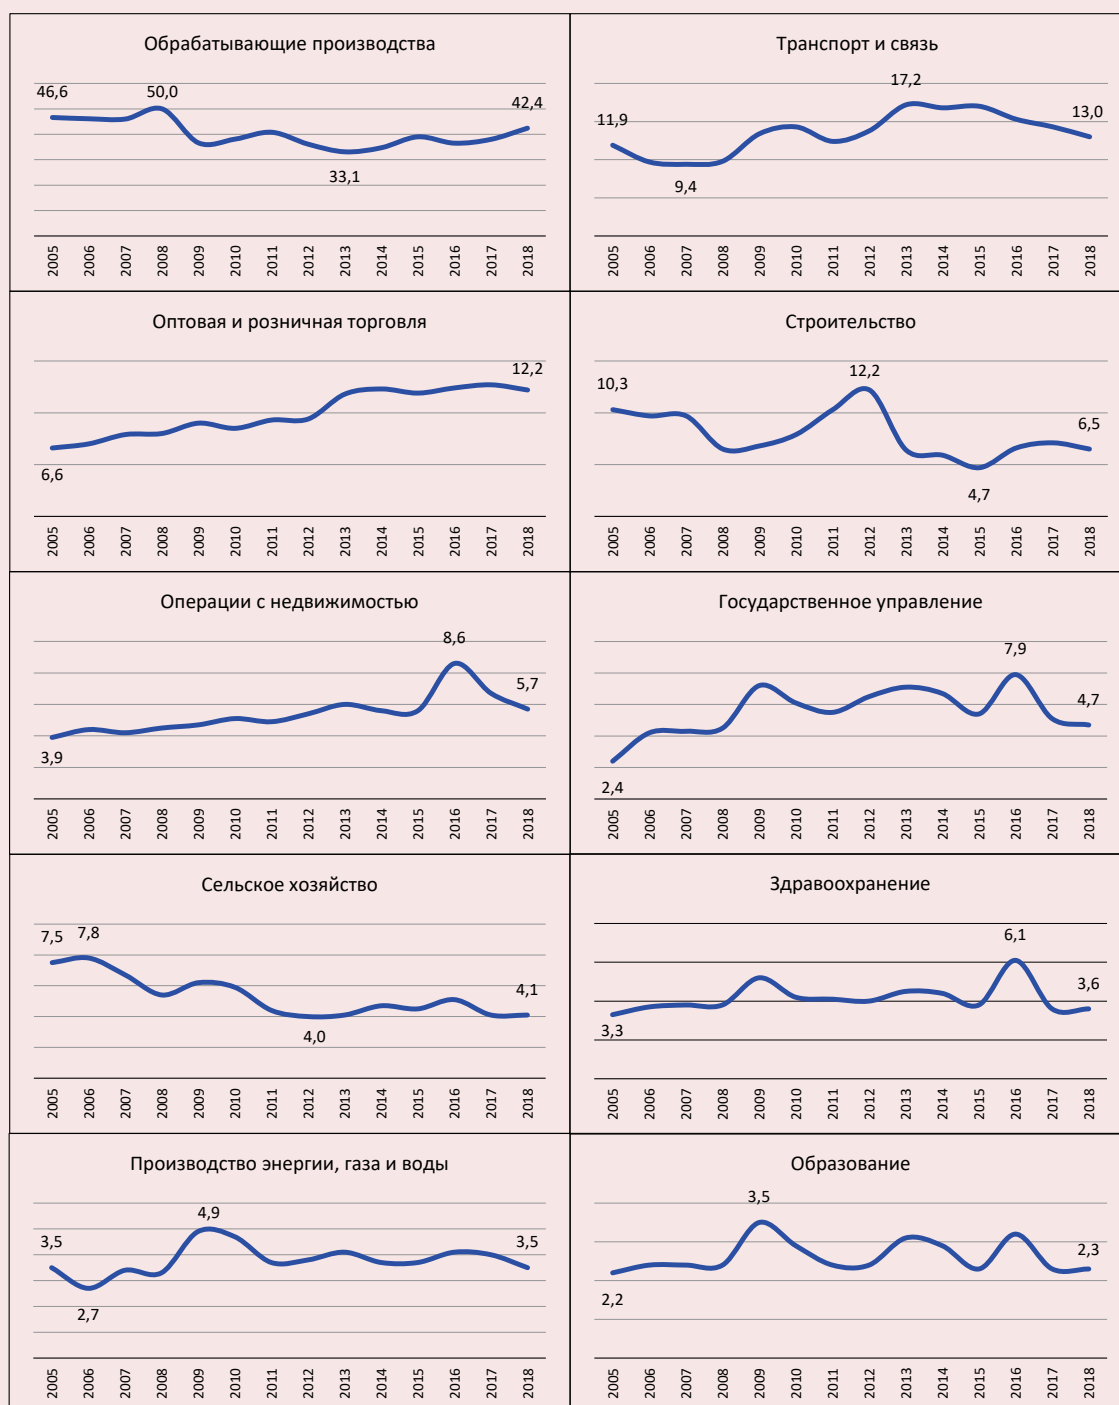 Обрабатывающие производства
46,6
50,0
33,1
42,4
2005 2006 2007 2008 2009 2010 2011 2012 2013 2014 2015 2016 2017 2018
Транспорт и связь
11,9
9,4
17,2
13,0
2005 2006 2007 2008 2009 2010 2011 2012 2013 2014 2015 2016 2017 2018
Оптовая и розничная торговля
6,6
12,2
2005 2006 2007 2008 2009 2010 2011 2012 2013 2014 2015 2016 2017 2018
Строительство
10,3
12,2
4,7
6,5
2005 2006 2007 2008 2009 2010 2011 2012 2013 2014 2015 2016 2017 2018
Операции с недвижимостью
3,9
8,6
5,7
2005 2006 2007 2008 2009 2010 2011 2012 2013 2014 2015 2016 2017 2018
Государственное управление
2,4
7,9
4,7
2005 2006 2007 2008 2009 2010 2011 2012 2013 2014 2015 2016 2017 2018
Сельское хозяйство
7,5
7,8
4,0
4,1
2005 2006 2007 2008 2009 2010 2011 2012 2013 2014 2015 2016 2017 2018
Здравоохранение
3,3
6,1
3,6
2005 2006 2007 2008 2009 2010 2011 2012 2013 2014 2015 2016 2017 2018
Производство энергии, газа и воды
3,5
2,7
4,9
3,5
2005 2006 2007 2008 2009 2010 2011 2012 2013 2014 2015 2016 2017 2018
Образование
2,2
3,5
2,3
2005 2006 2007 2008 2009 2010 2011 2012 2013 2014 2015 2016 2017 2018